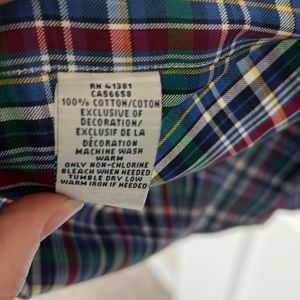 RN 41381
CA56658
100% COTTON/COTON
EXCLUSIVE OF
DECORATION/
EXCLUSIF DE LA
DÉCORATION
MACHINE WASH
WARM
ONLY NON-CHLORINE
BLEACH WHEN NEEDED
TUMBLE DRY LOW
WARM IRON IF NEEDED